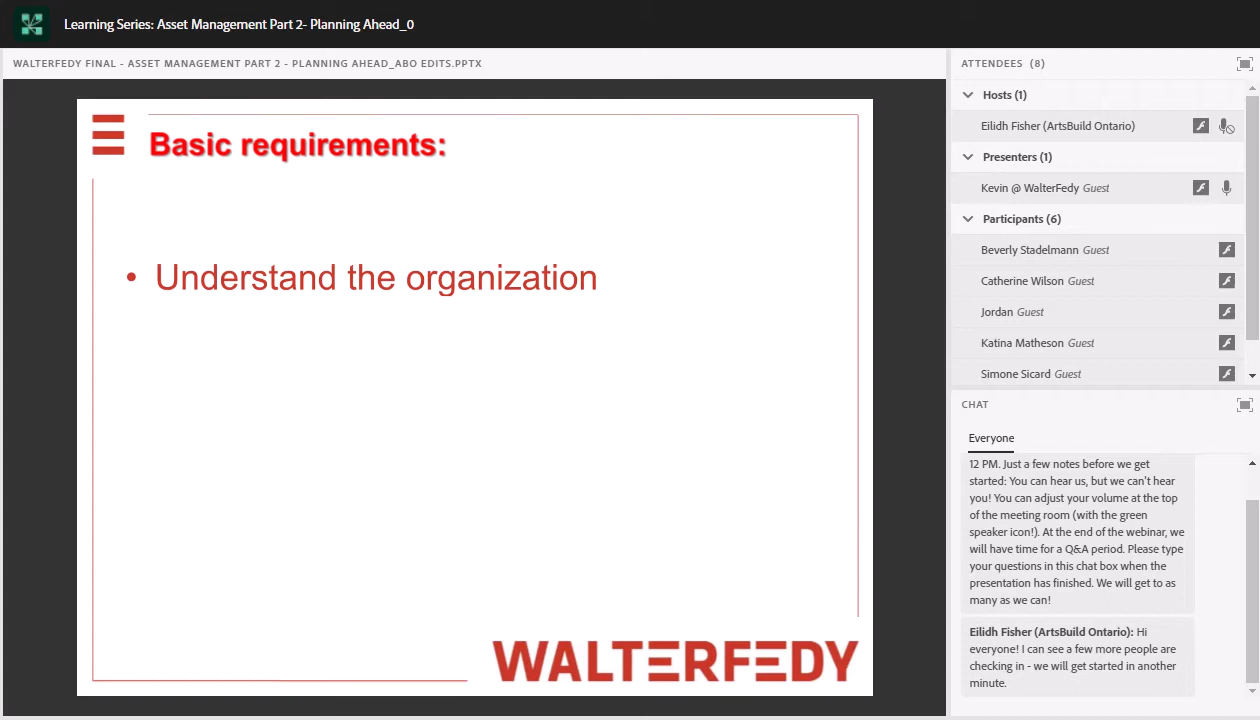 Learning Series: Asset Management Part 2- Planning Ahead_0
WALTERFEDY FINAL - ASSET MANAGEMENT PART 2 - PLANNING AHEAD_ABO EDITS.PPTX
Basic requirements:
• Understand the organization
WALTERFEDY
ATTENDEES (8)
Hosts (1)
Eilidh Fisher (ArtsBuild Ontario)
Presenters (1)
Kevin @ WalterFedy Guest
Participants (6)
Beverly Stadelmann Guest
Catherine Wilson Guest
Jordan Guest
Katina Matheson Guest
Simone Sicard Guest
CHAT
Everyone
12 PM. Just a few notes before we get
started: You can hear us, but we can't hear
you! You can adjust your volume at the top
of the meeting room (with the green
speaker icon!). At the end of the webinar, we
will have time for a Q&A period. Please type
your questions in this chat box when the
presentation has finished. We will get to as
many as we can!
Eilidh Fisher (ArtsBuild Ontario): Hi
everyone! I can see a few more people are
checking in - we will get started in another
minute.